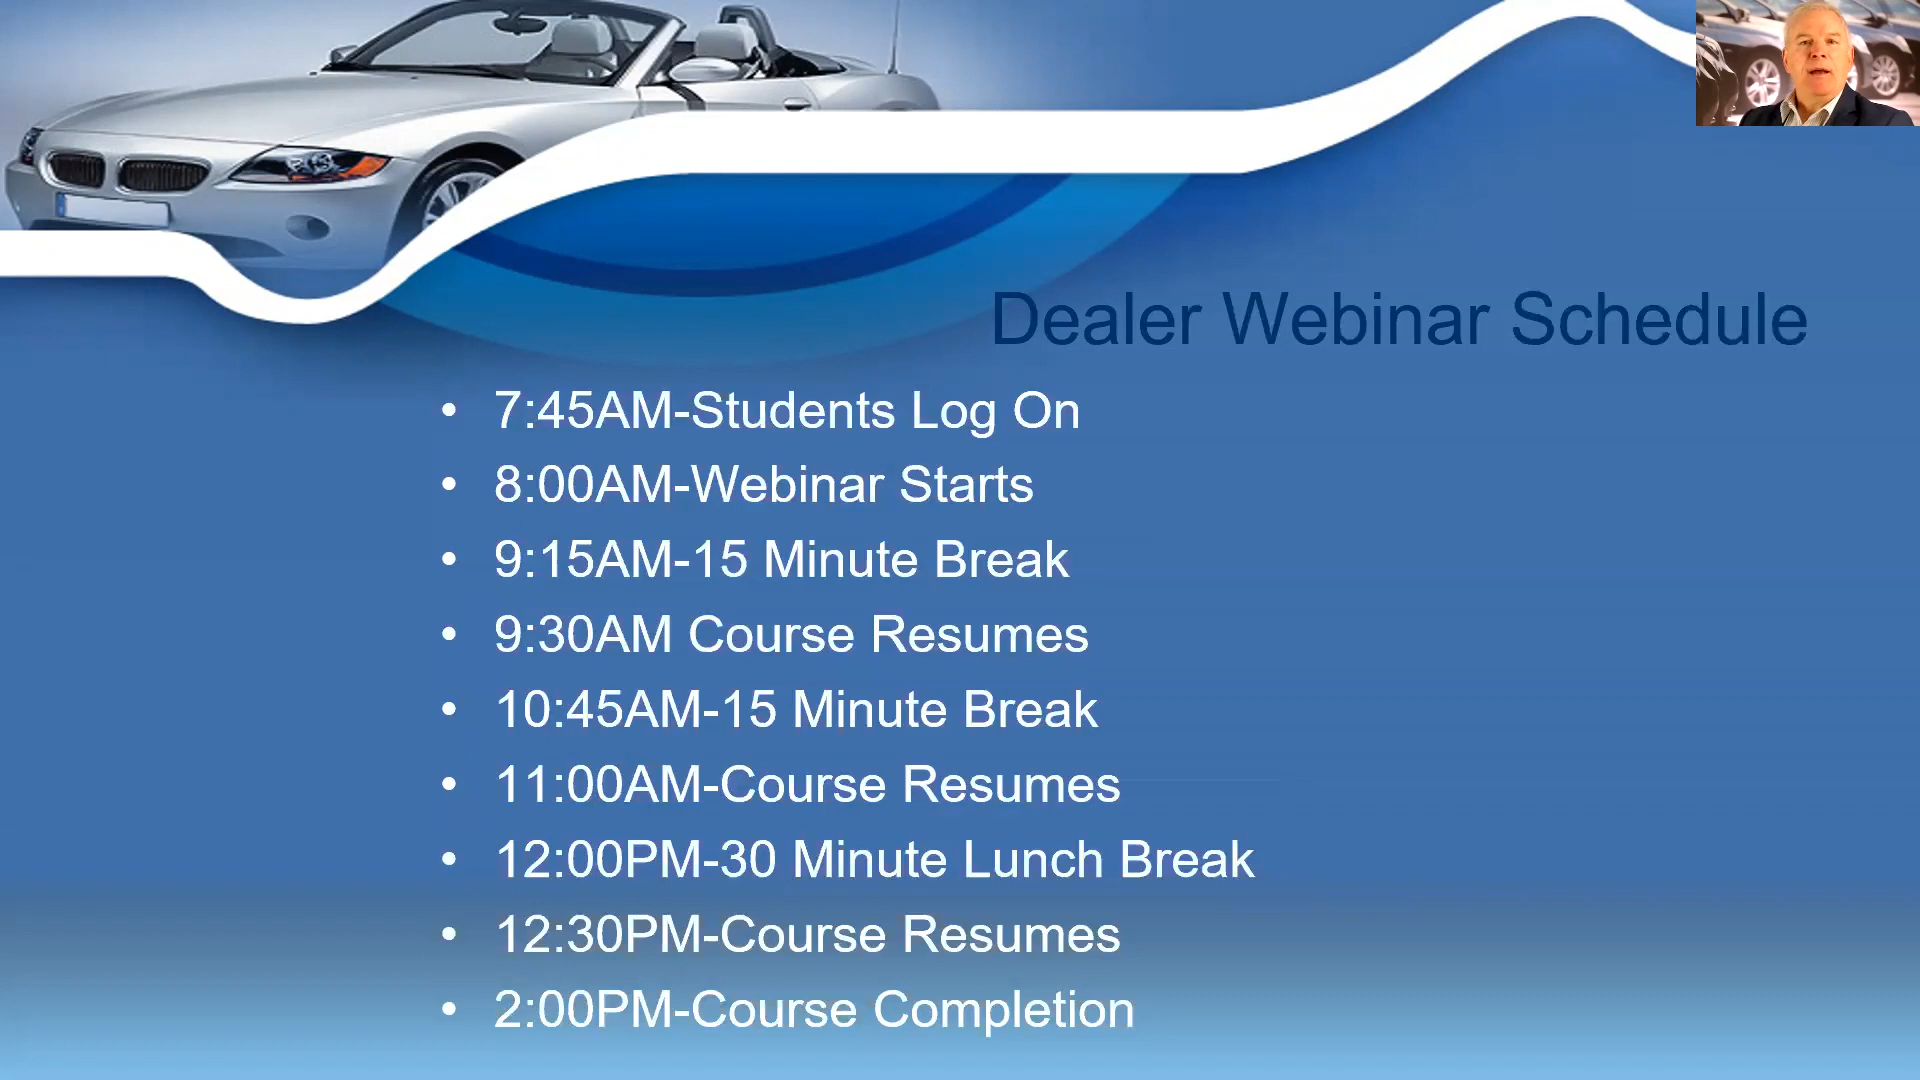 Dealer Webinar Schedule
• 7:45AM-Students Log On
• 8:00AM-Webinar Starts
• 9:15AM-15 Minute Break
• 9:30AM Course Resumes
• 10:45AM-15 Minute Break
• 11:00AM-Course Resumes
• 12:00PM-30 Minute Lunch Break
• 12:30PM-Course Resumes
• 2:00PM-Course Completion